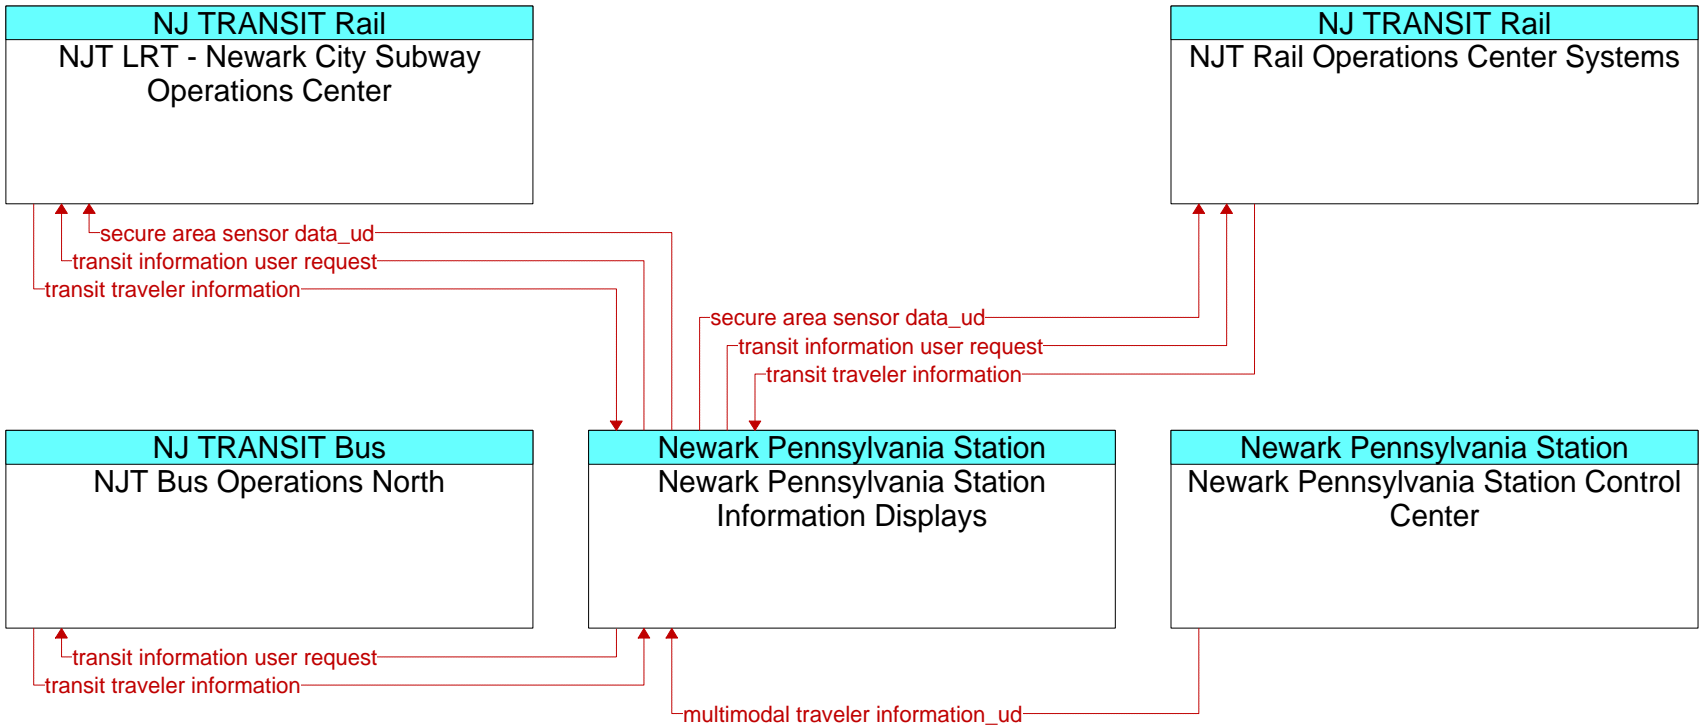 NJ TRANSIT Rail
NJT LRT - Newark City Subway
Operations Center
NJ TRANSIT Rail
NJT Rail Operations Center Systems
secure area sensor data_ud
transit information user request
transit traveler information
secure area sensor data_ud
transit information user request
transit traveler information
NJ TRANSIT Bus
NJT Bus Operations North
Newark Pennsylvania Station
Newark Pennsylvania Station
Information Displays
Newark Pennsylvania Station
Newark Pennsylvania Station Control
Center
transit information user request
transit traveler information
multimodal traveler information_ud